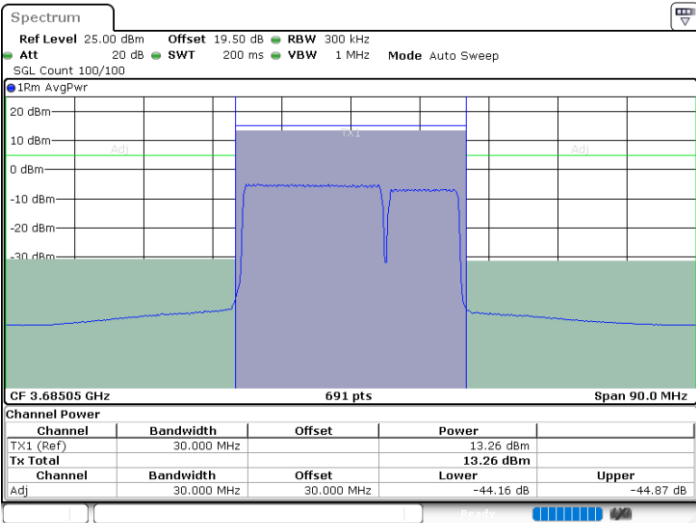 Spectrum
Ref Level 25.00 dBm Offset 19.50 dB RBW 300 kHz
Att 20 dB SWT 200 ms VBW 1 MHz Mode Auto Sweep
SGL Count 100/100
1Rm AvgPwr
20 dBm
TX1
10 dBm
Adj Adj
0 dBm
-10 dBm
-20 dBm
-30 dBm
CF 3.68505 GHz 691 pts Span 90.0 MHz
Channel Power
Channel Bandwidth Offset Power
TX1 (Ref) 30.000 MHz 13.26 dBm
Tx Total 13.26 dBm
Channel Bandwidth Offset Lower Upper
Adj 30.000 MHz 30.000 MHz -44.16 dB -44.87 dB
Ready